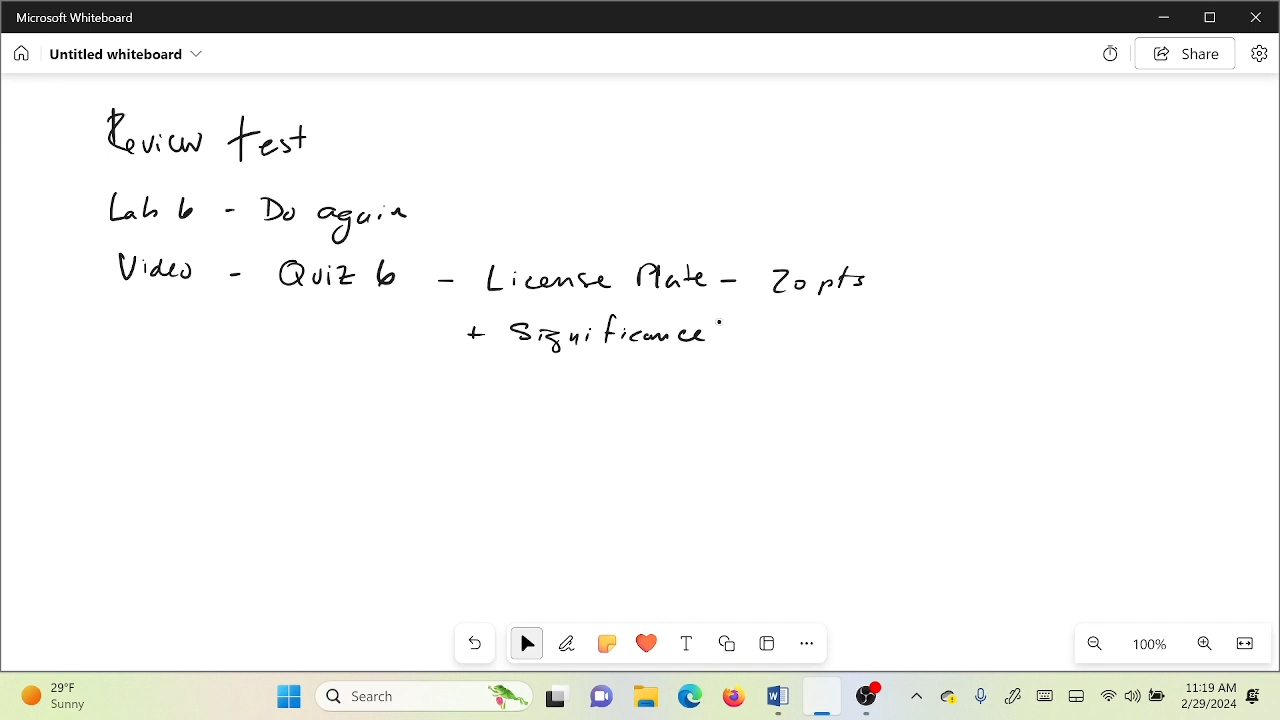 Microsoft Whiteboard
Untitled whiteboard
Share
Review test
Lab 6 - Do again
Video - Quiz 6 - License Plate - 20 pts
+ Significance
100%
29°F
Sunny
Search
11:19 AM
2/29/2024